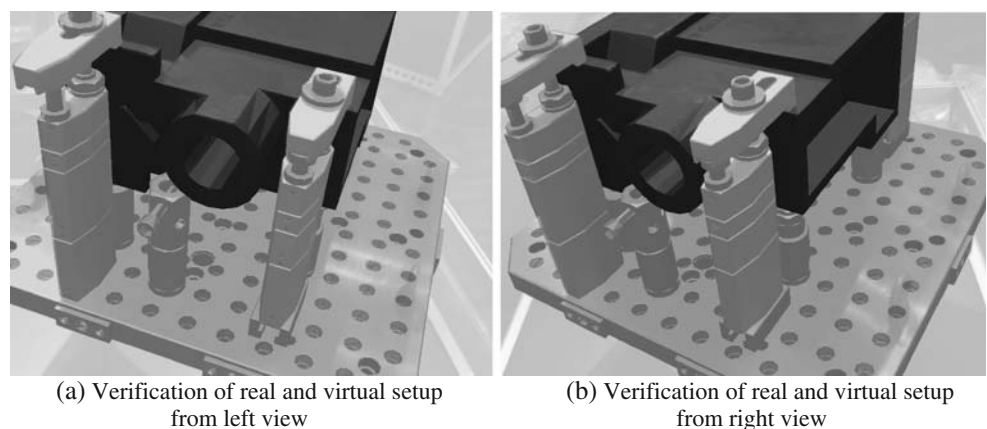 (a) Verification of real and virtual setup
from left view
(b) Verification of real and virtual setup
from right view